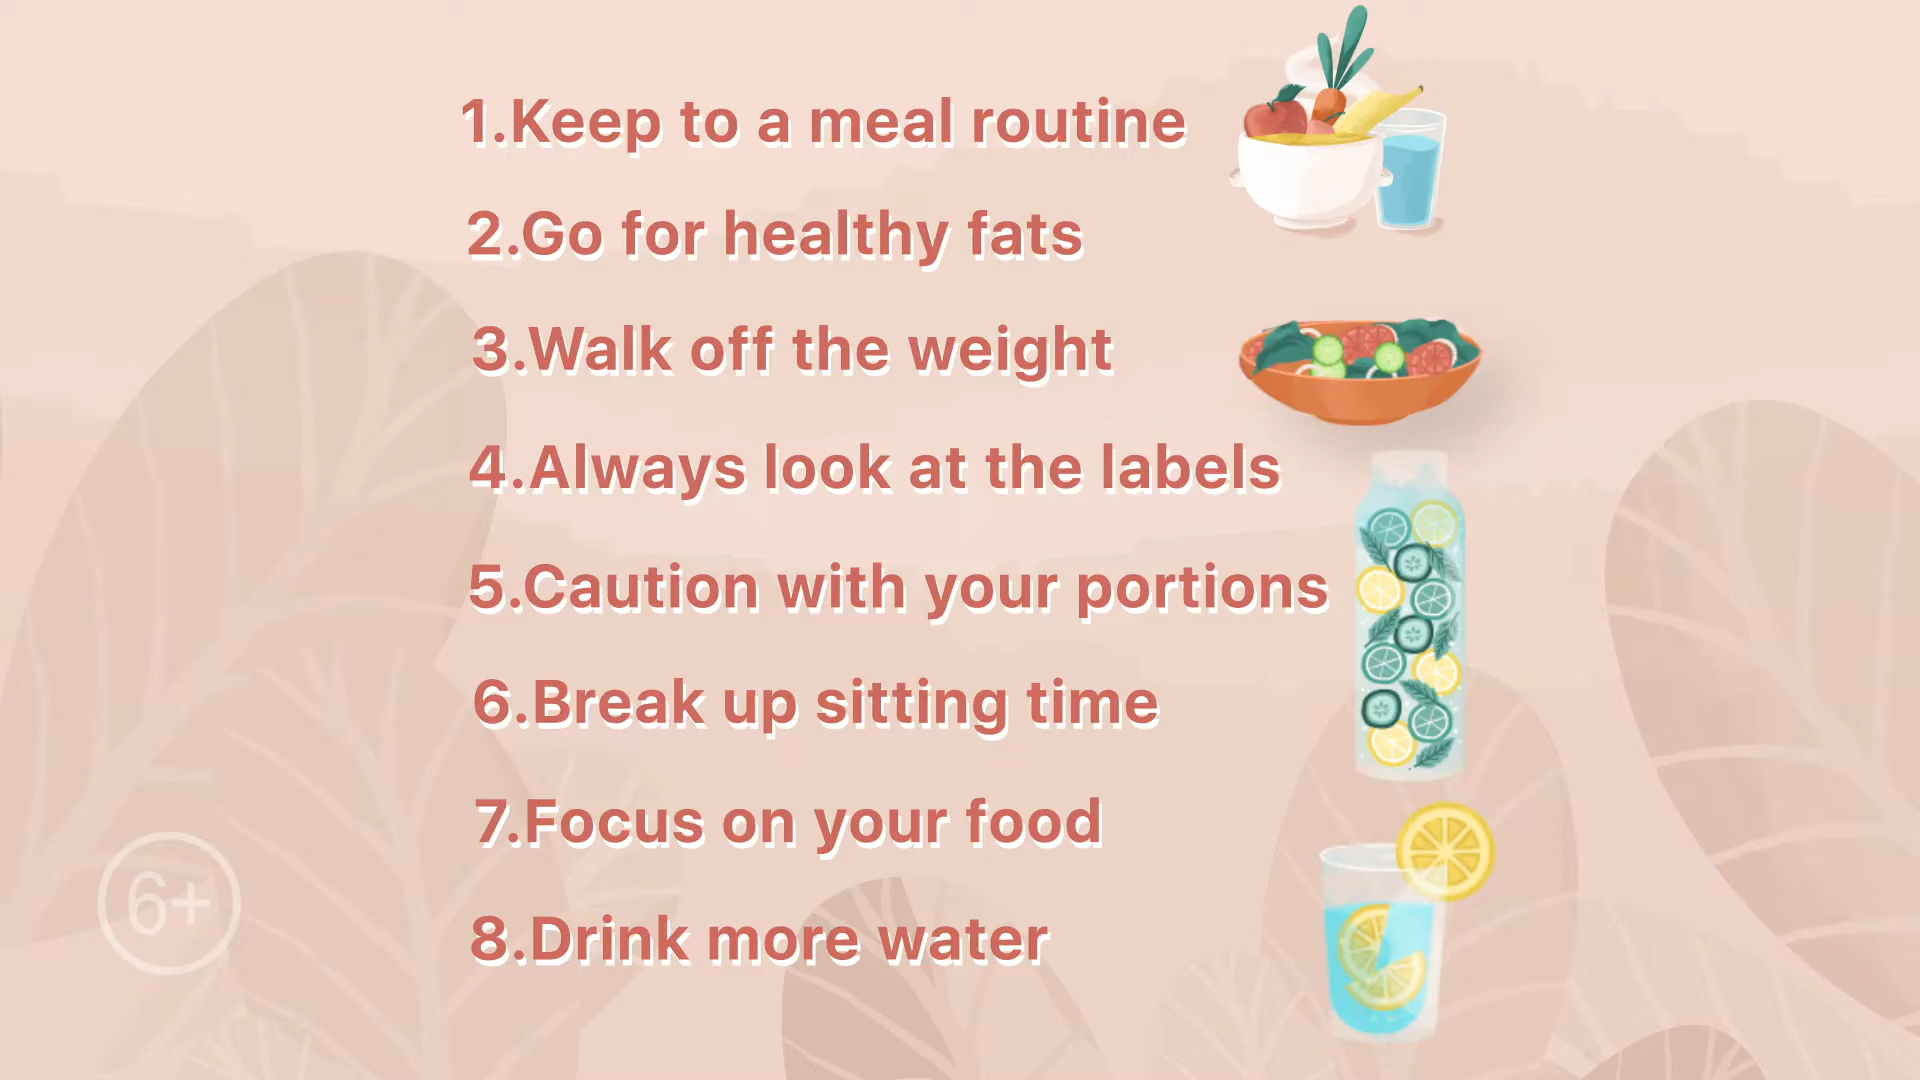 1.Keep to a meal routine
2.Go for healthy fats
3.Walk off the weight
4.Always look at the labels
5.Caution with your portions
6.Break up sitting time
7.Focus on your food
8.Drink more water
6+